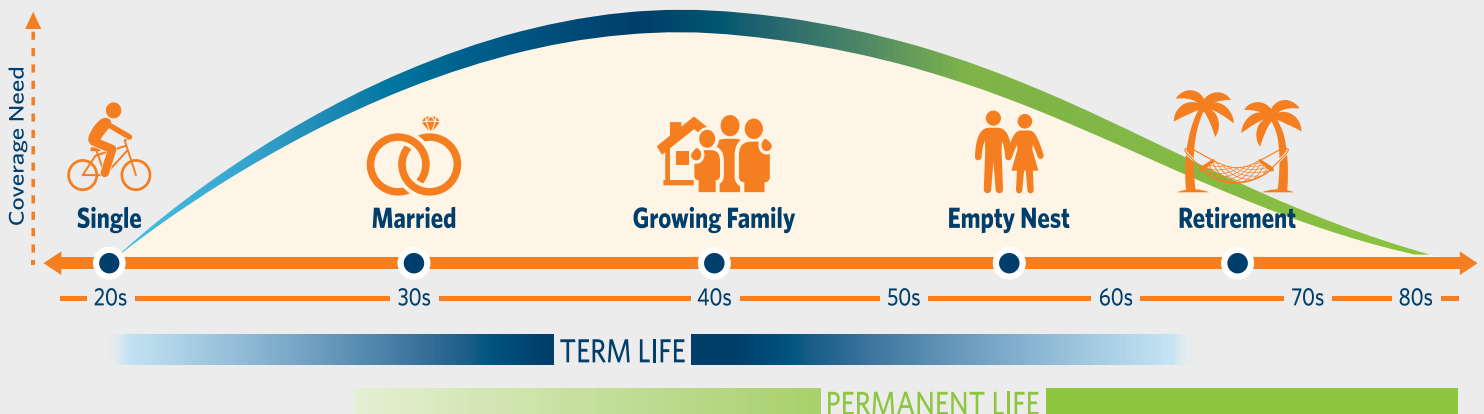 Coverage Need
Single
Married
Growing Family
Empty Nest
Retirement
20s
30s
40s
50s
60s
70s
80s
TERM LIFE
PERMANENT LIFE